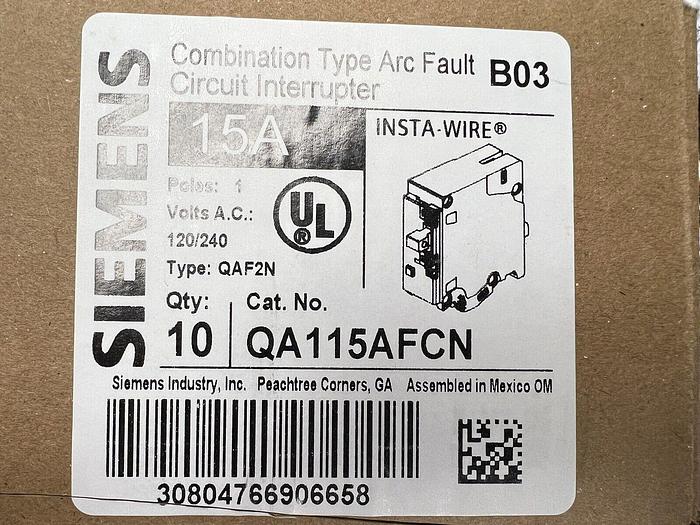 SIEMENS
Combination Type Arc Fault
Circuit Interrupter
B03
15A
INSTA-WIRE®
Poles: 1
Volts A.C.:
120/240
Type: QAF2N
UL®
Qty:
10
Cat. No.
QA115AFCN
Siemens Industry, Inc. Peachtree Corners, GA Assembled in Mexico OM
30804766906658